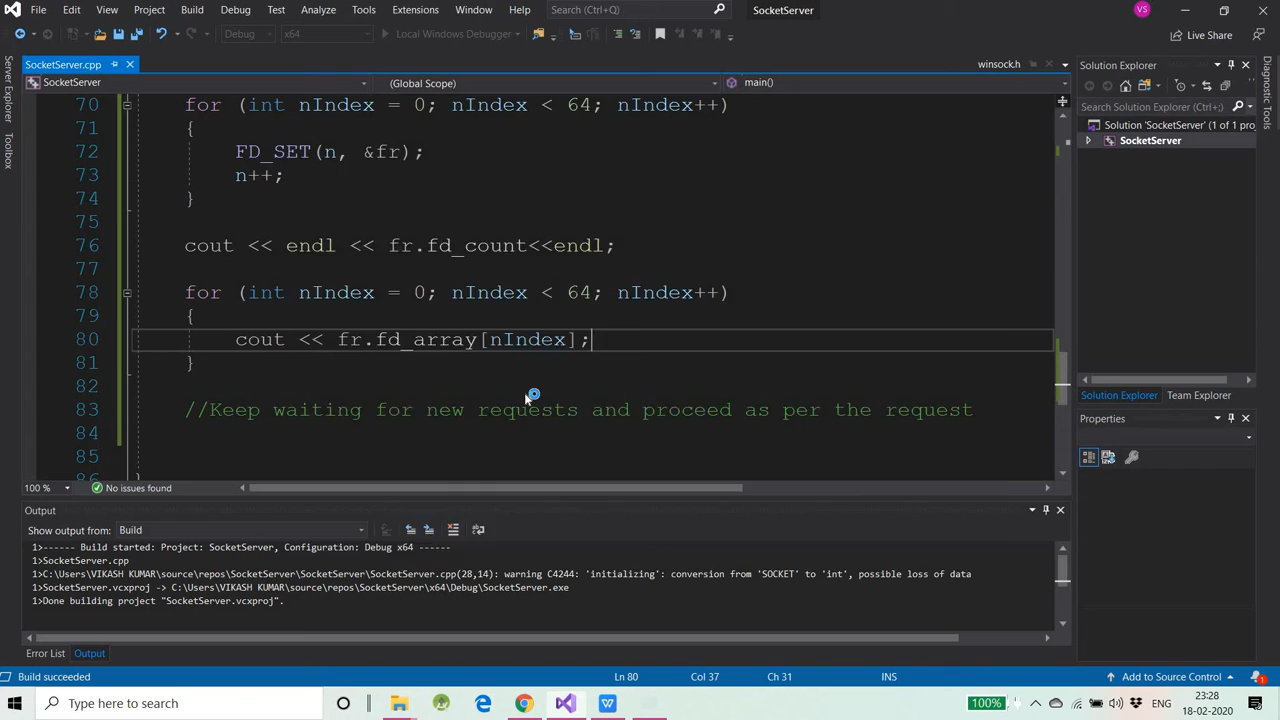 File Edit View Project Build Debug Test Analyze Tools Extensions Window Help Search (Ctrl+Q) SocketServer VS
Debug x64 Local Windows Debugger Live Share
SocketServer.cpp winsock.h Solution Explorer
SocketServer (Global Scope) main()
Server Explorer
Toolbox
Diagnostic Tools
Search Solution Explorer (Ctrl+;)
Solution 'SocketServer' (1 of 1 pro
SocketServer
70 for (int nIndex = 0; nIndex < 64; nIndex++)
71 {
72 FD_SET(n, &fr);
73 n++;
74 }
75
76 cout << endl << fr.fd_count<<endl;
77
78 for (int nIndex = 0; nIndex < 64; nIndex++)
79 {
80 cout << fr.fd_array[nIndex];
81 }
82
83 //Keep waiting for new requests and proceed as per the request
84
85
86 }
Solution Explorer Team Explorer
Properties
100 % No issues found
Output
Show output from: Build
1>------ Build started: Project: SocketServer, Configuration: Debug x64 ------
1>SocketServer.cpp
1>C:\Users\VIKASH KUMAR\source\repos\SocketServer\SocketServer\SocketServer.cpp(28,14): warning C4244: 'initializing': conversion from 'SOCKET' to 'int', possible loss of data
1>SocketServer.vcxproj -> C:\Users\VIKASH KUMAR\source\repos\SocketServer\x64\Debug\SocketServer.exe
1>Done building project "SocketServer.vcxproj".
Error List Output
Build succeeded Ln 80 Col 37 Ch 31 INS Add to Source Control 1
Type here to search 100% ENG 23:28
18-02-2020